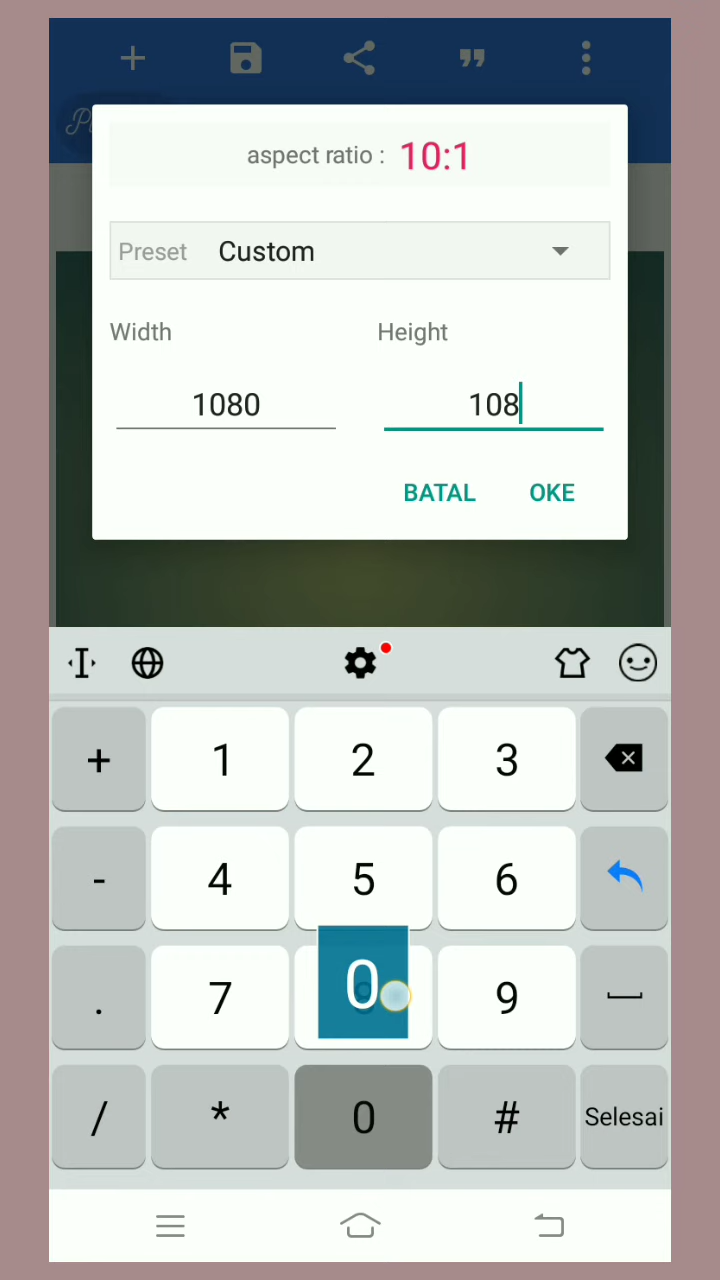 aspect ratio : 10:1
Preset Custom
Width Height
1080 108
BATAL OKE
+ 1 2 3
- 4 5 6
0
. 7 9
/ * 0 # Selesai